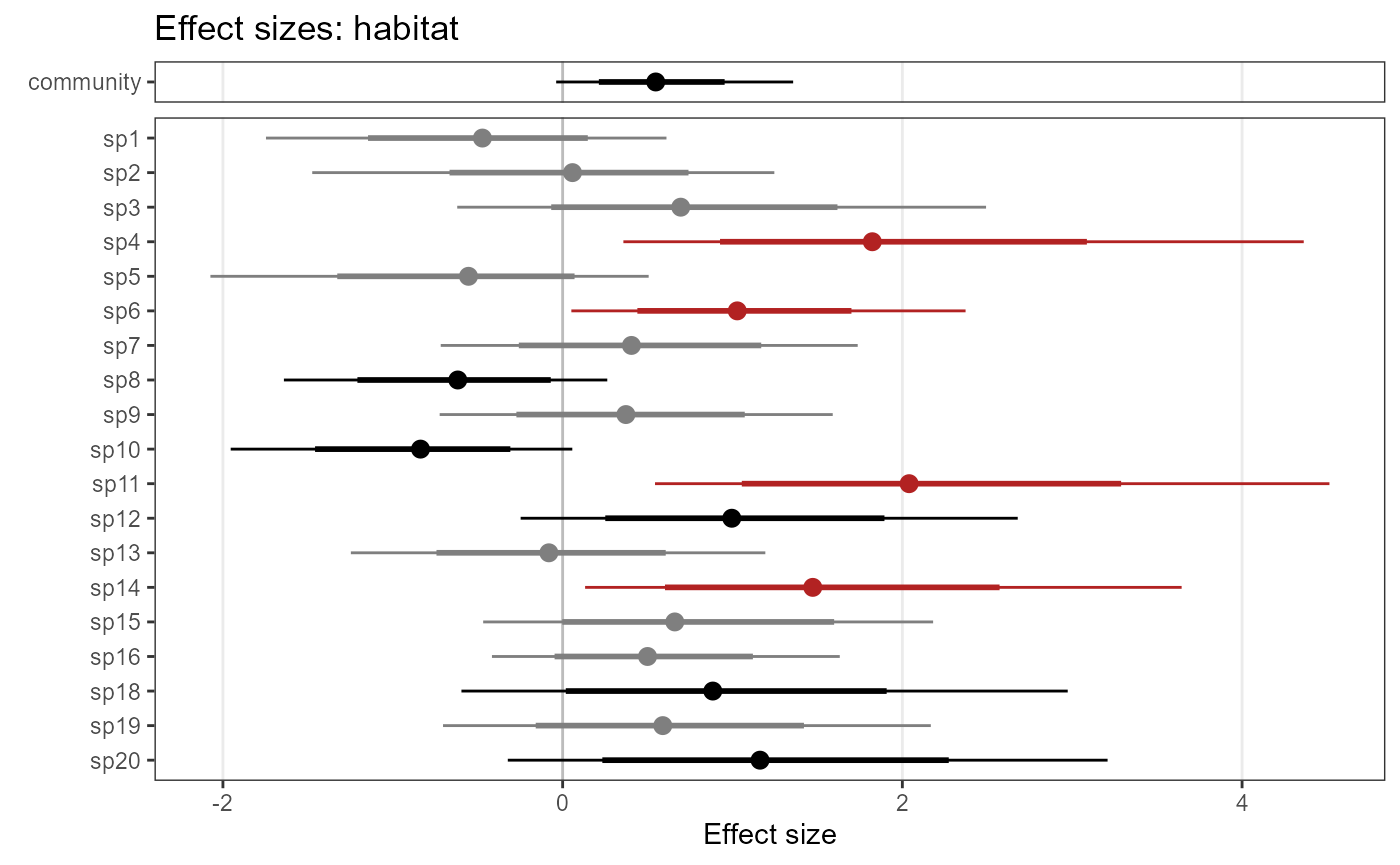 Effect sizes: habitat
community
sp1
sp2
sp3
sp4
sp5
sp6
sp7
sp8
sp9
sp10
sp11
sp12
sp13
sp14
sp15
sp16
sp18
sp19
sp20
-2 0 2 4
Effect size